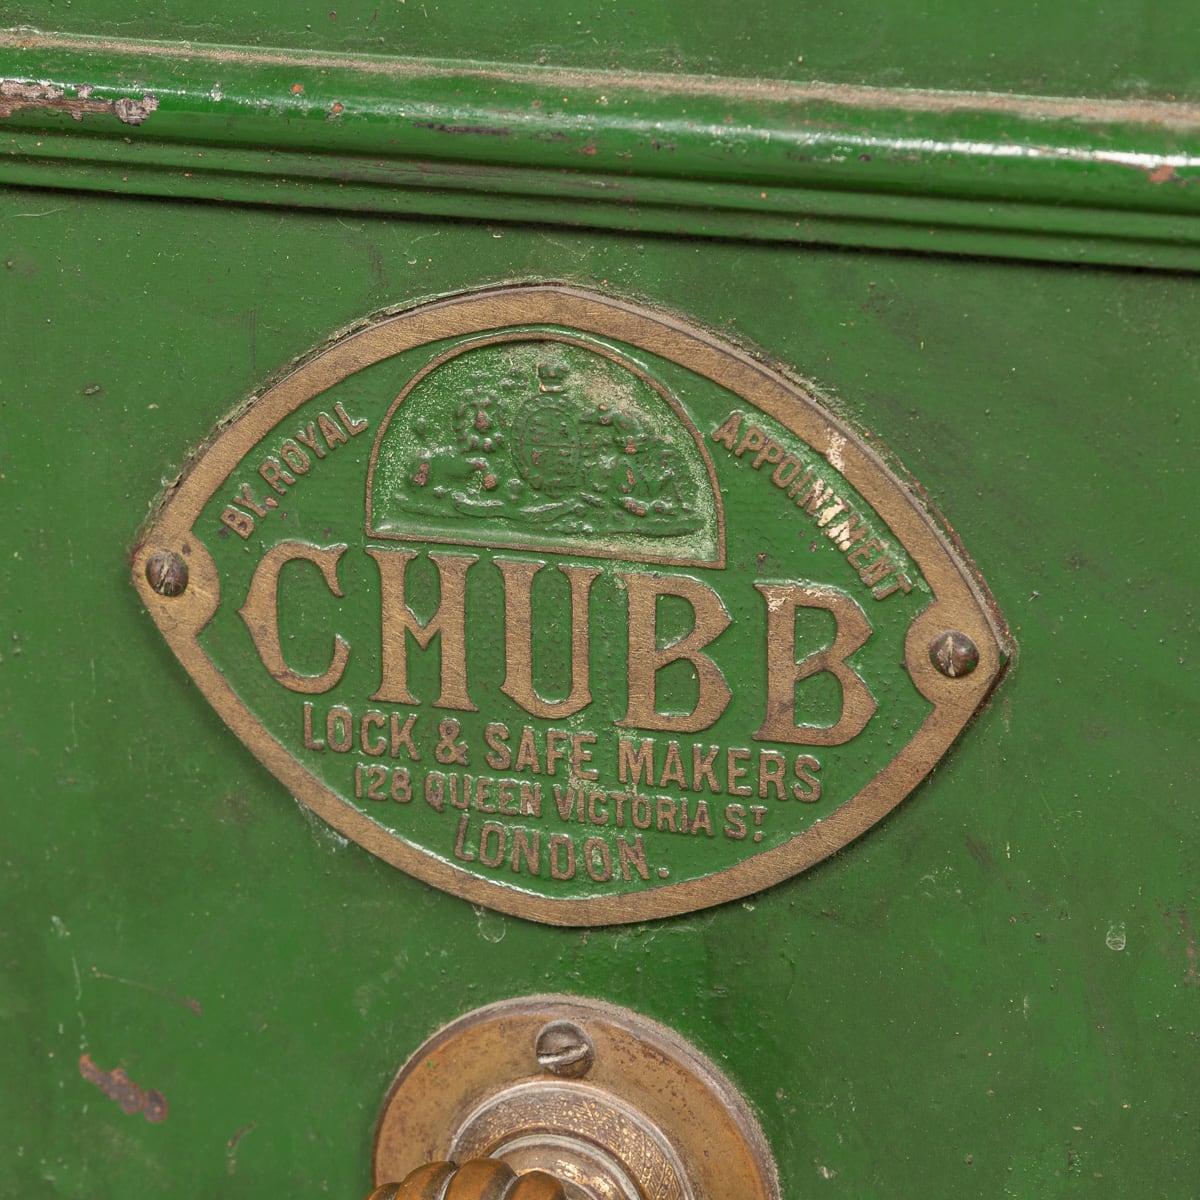 BY ROYAL APPOINTMENT
CHUBB
LOCK & SAFE MAKERS
128 QUEEN VICTORIA ST
LONDON.